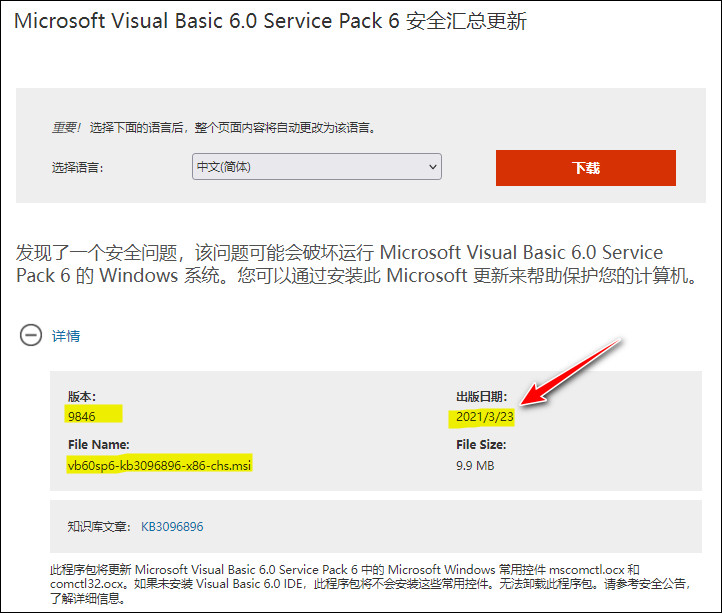 Microsoft Visual Basic 6.0 Service Pack 6 安全汇总更新
重要！选择下面的语言后，整个页面内容将自动更改为该语言。
选择语言:
中文(简体)
下载
发现了一个安全问题，该问题可能会破坏运行 Microsoft Visual Basic 6.0 Service
Pack 6 的 Windows 系统。您可以通过安装此 Microsoft 更新来帮助保护您的计算机。
详情
版本:
9846
出版日期:
2021/3/23
File Name:
vb60sp6-kb3096896-x86-chs.msi
File Size:
9.9 MB
知识库文章: KB3096896
此程序包将更新 Microsoft Visual Basic 6.0 Service Pack 6 中的 Microsoft Windows 常用控件 mscomctl.ocx 和
comctl32.ocx。如果未安装 Visual Basic 6.0 IDE，此程序包将不会安装这些常用控件。无法卸载此程序包。请参考安全公告，
了解详细信息。